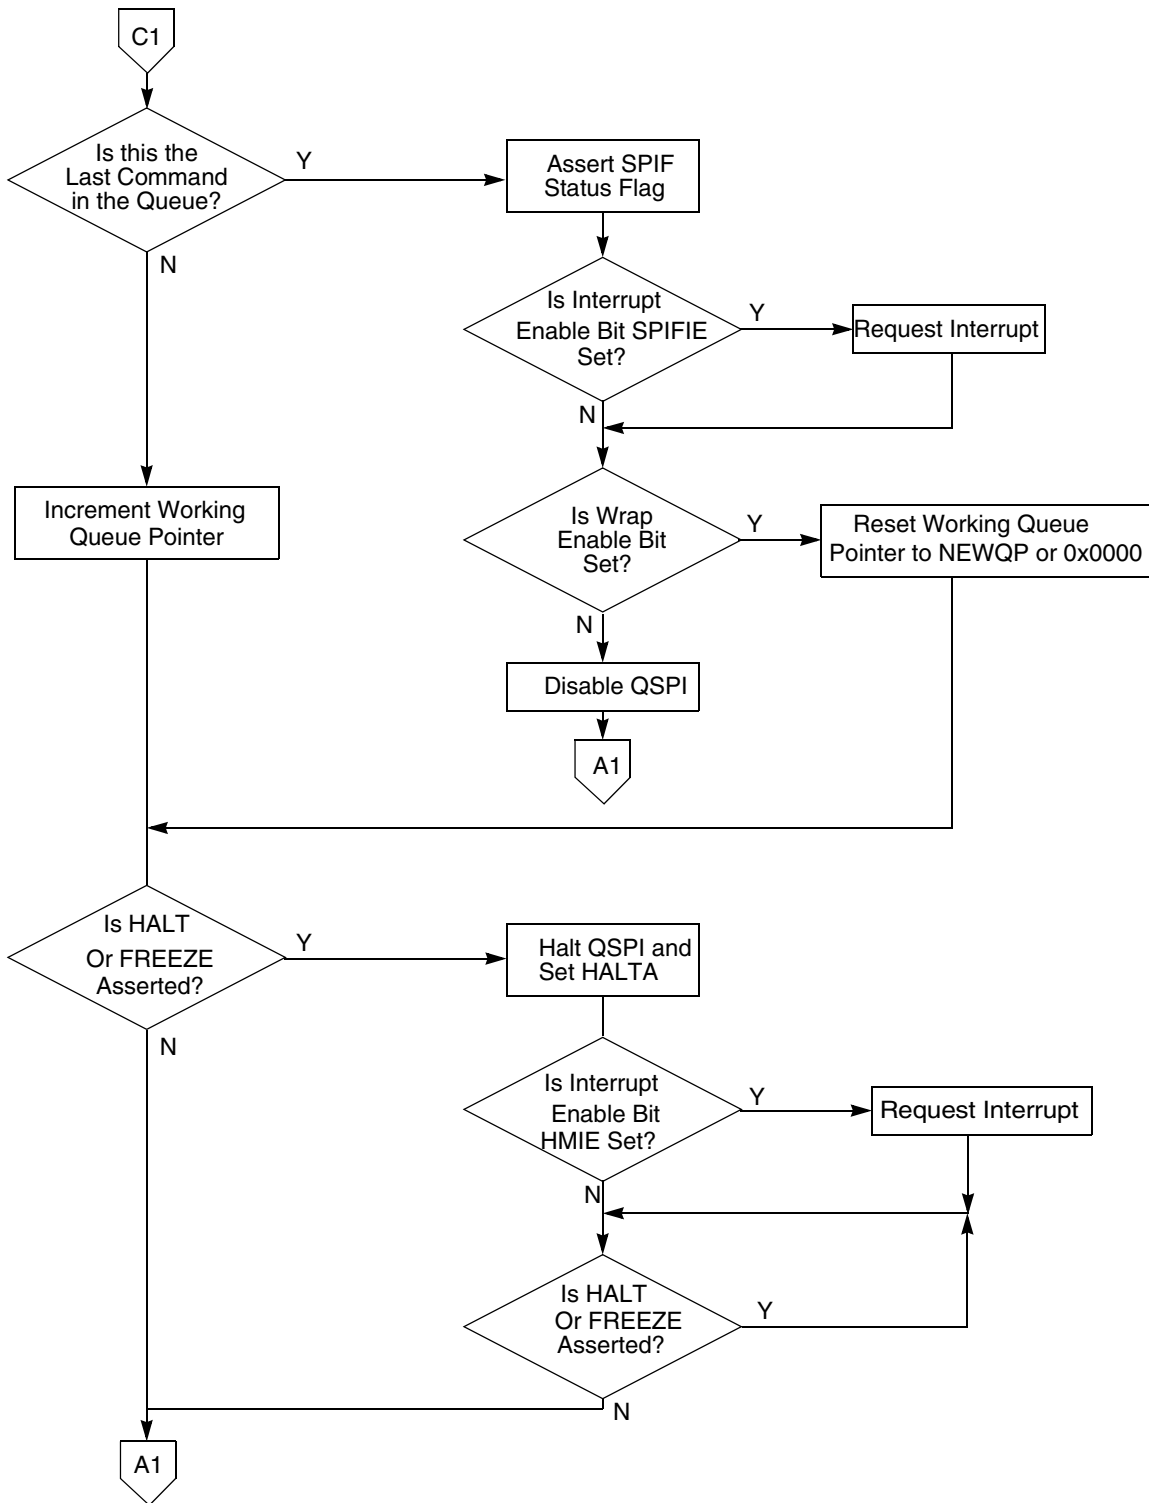 C1
Is this the
Last Command
in the Queue?
Y
Assert SPIF
Status Flag
N
Is Interrupt
Enable Bit SPIFIE
Set?
Y
Request Interrupt
N
Increment Working
Queue Pointer
Is Wrap
Enable Bit
Set?
Y
Reset Working Queue
Pointer to NEWQP or 0x0000
N
Disable QSPI
A1
Is HALT
Or FREEZE
Asserted?
Y
Halt QSPI and
Set HALTA
N
Is Interrupt
Enable Bit
HMIE Set?
Y
Request Interrupt
N
Is HALT
Or FREEZE
Asserted?
Y
N
A1